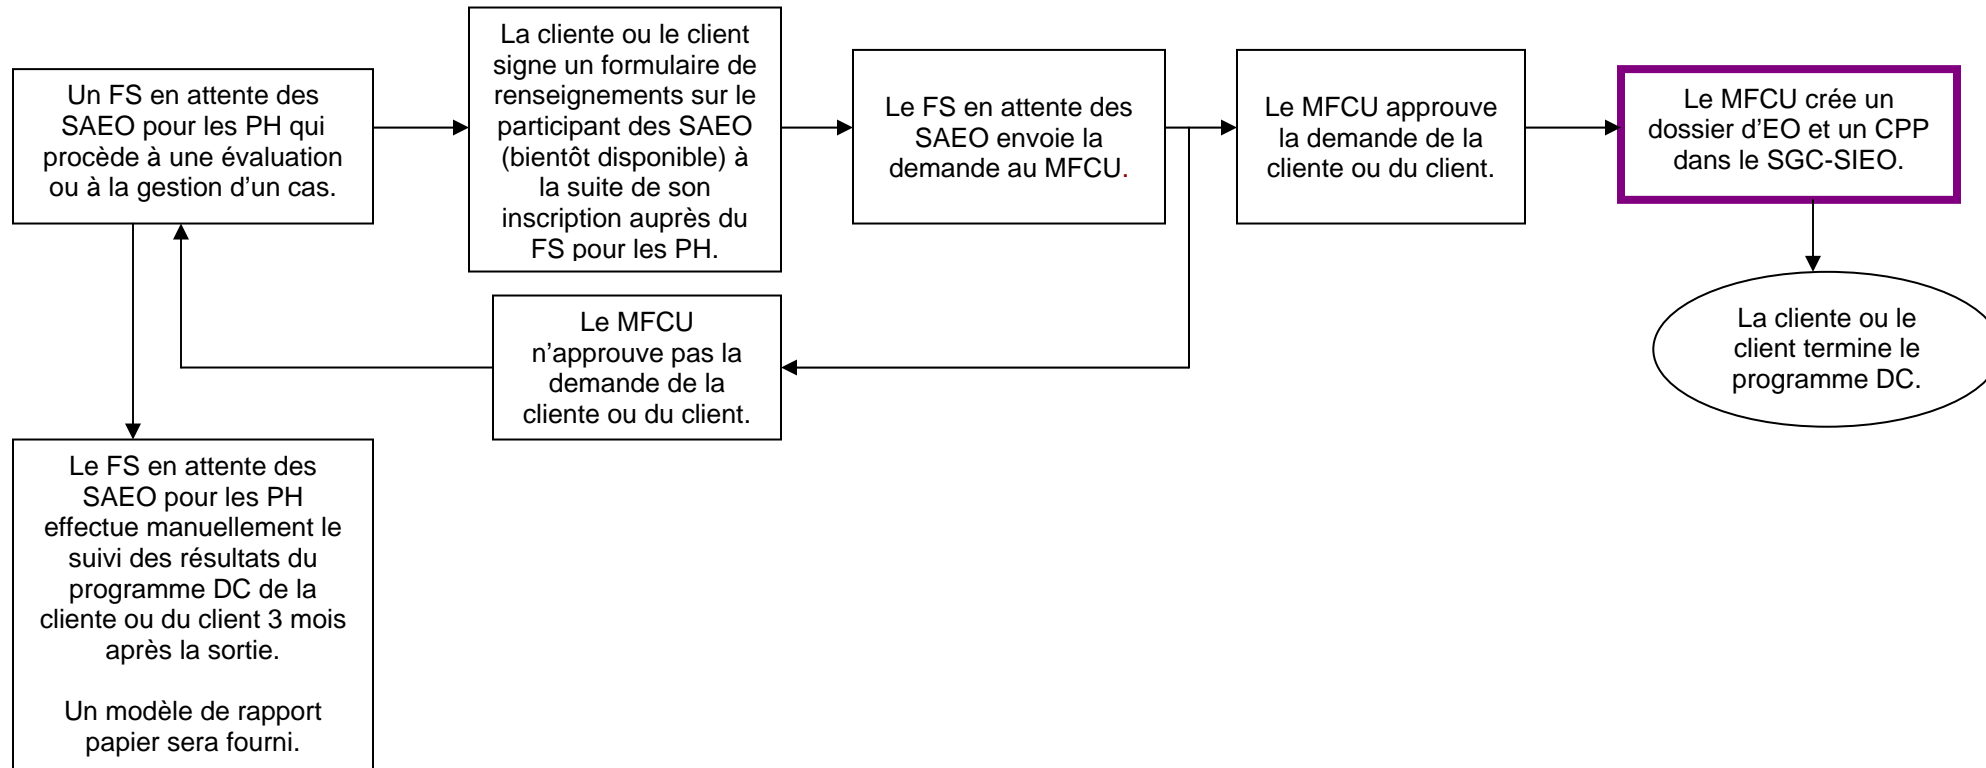 Un FS en attente des
SAEO pour les PH qui
procède à une évaluation
ou à la gestion d’un cas.
La cliente ou le client
signe un formulaire de
renseignements sur le
participant des SAEO
(bientôt disponible) à
la suite de son
inscription auprès du
FS pour les PH.
Le FS en attente des
SAEO envoie la
demande au MFCU.
Le MFCU approuve
la demande de la
cliente ou du client.
Le MFCU crée un
dossier d’EO et un CPP
dans le SGC-SIEO.
La cliente ou le
client termine le
programme DC.
Le MFCU
n’approuve pas la
demande de la
cliente ou du client.
Le FS en attente des
SAEO pour les PH
effectue manuellement le
suivi des résultats du
programme DC de la
cliente ou du client 3 mois
après la sortie.
Un modèle de rapport
papier sera fourni.